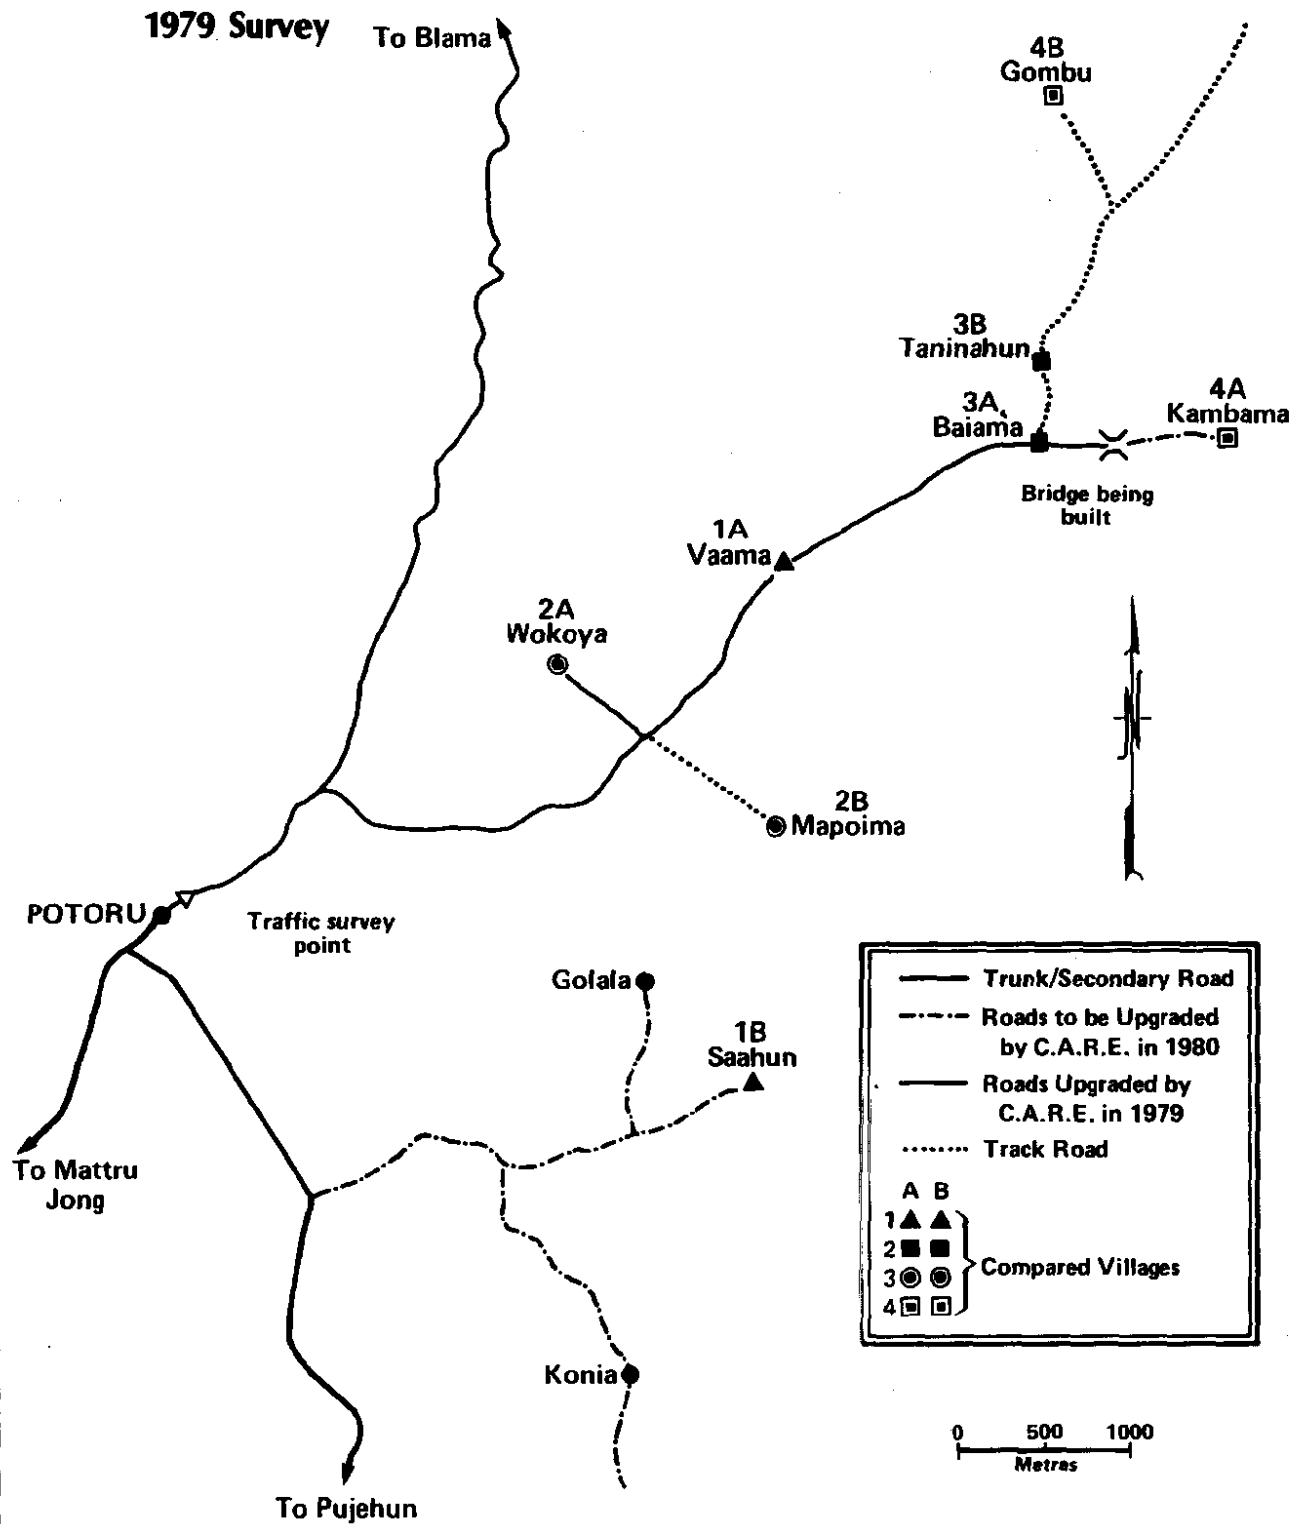 1979 Survey
To Blama
4B
Gombu
3B
Taninahun
3A
Baiama
4A
Kambama
Bridge being
built
1A
Vaama
2A
Wokoya
2B
Mapoima
POTORU
Traffic survey
point
Golala
1B
Saahun
To Mattru
Jong
Konia
To Pujehun
Trunk/Secondary Road
Roads to be Upgraded
by C.A.R.E. in 1980
Roads Upgraded by
C.A.R.E. in 1979
Track Road
A B
1
2
3
4
Compared Villages
0 500 1000
Metres